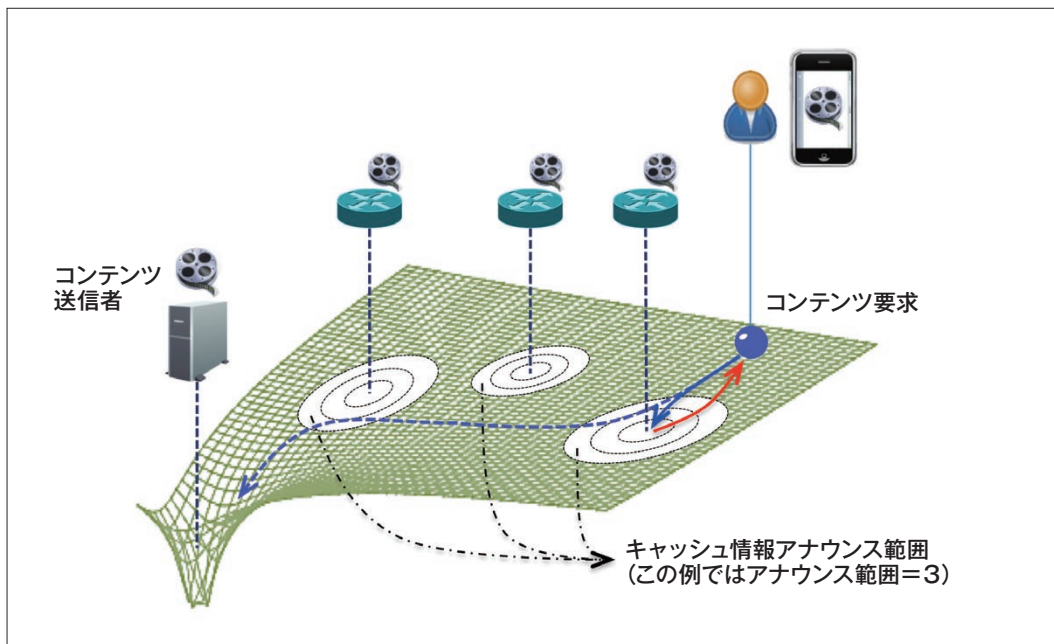 コンテンツ
送信者
コンテンツ要求
キャッシュ情報アナウンス範囲
（この例ではアナウンス範囲＝3）